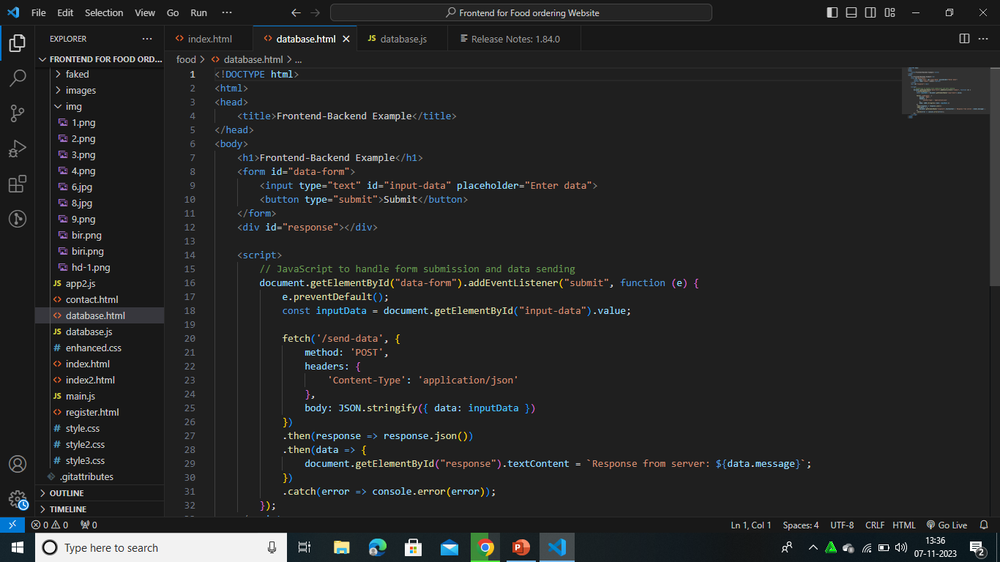 File Edit Selection View Go Run ···
Frontend for Food ordering Website
EXPLORER
FRONTEND FOR FOOD ORD...
faked
images
img
1.png
2.png
3.png
4.png
6.jpg
8.jpg
9.png
bir.png
biri.png
hd-1.png
JS app2.js
<> contact.html
<> database.html
JS database.js
# enhanced.css
<> index.html
<> index2.html
JS main.js
<> register.html
# style.css
# style2.css
# style3.css
.gitattributes
OUTLINE
TIMELINE
<> index.html <> database.html JS database.js Release Notes: 1.84.0
food > <> database.html > ...
1 <!DOCTYPE html>
2 <html>
3 <head>
4     <title>Frontend-Backend Example</title>
5 </head>
6 <body>
7     <h1>Frontend-Backend Example</h1>
8     <form id="data-form">
9         <input type="text" id="input-data" placeholder="Enter data">
10         <button type="submit">Submit</button>
11     </form>
12     <div id="response"></div>
13
14     <script>
15         // JavaScript to handle form submission and data sending
16         document.getElementById("data-form").addEventListener("submit", function (e) {
17             e.preventDefault();
18             const inputData = document.getElementById("input-data").value;
19
20             fetch('/send-data', {
21                 method: 'POST',
22                 headers: {
23                     'Content-Type': 'application/json'
24                 },
25                 body: JSON.stringify({ data: inputData })
26             })
27             .then(response => response.json())
28             .then(data => {
29                 document.getElementById("response").textContent = `Response from server: ${data.message}`;
30             })
31             .catch(error => console.error(error));
32         });
0 0 0 Ln 1, Col 1 Spaces: 4 UTF-8 CRLF HTML Go Live
Type here to search
13:36
07-11-2023
2